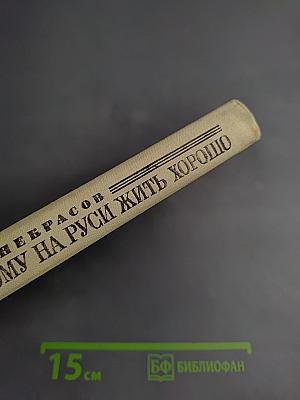 НЕКРАСОВ
ОМУ НА РУСИ ЖИТЬ ХОРОШО
15 см
БФ БИБЛИОФАН